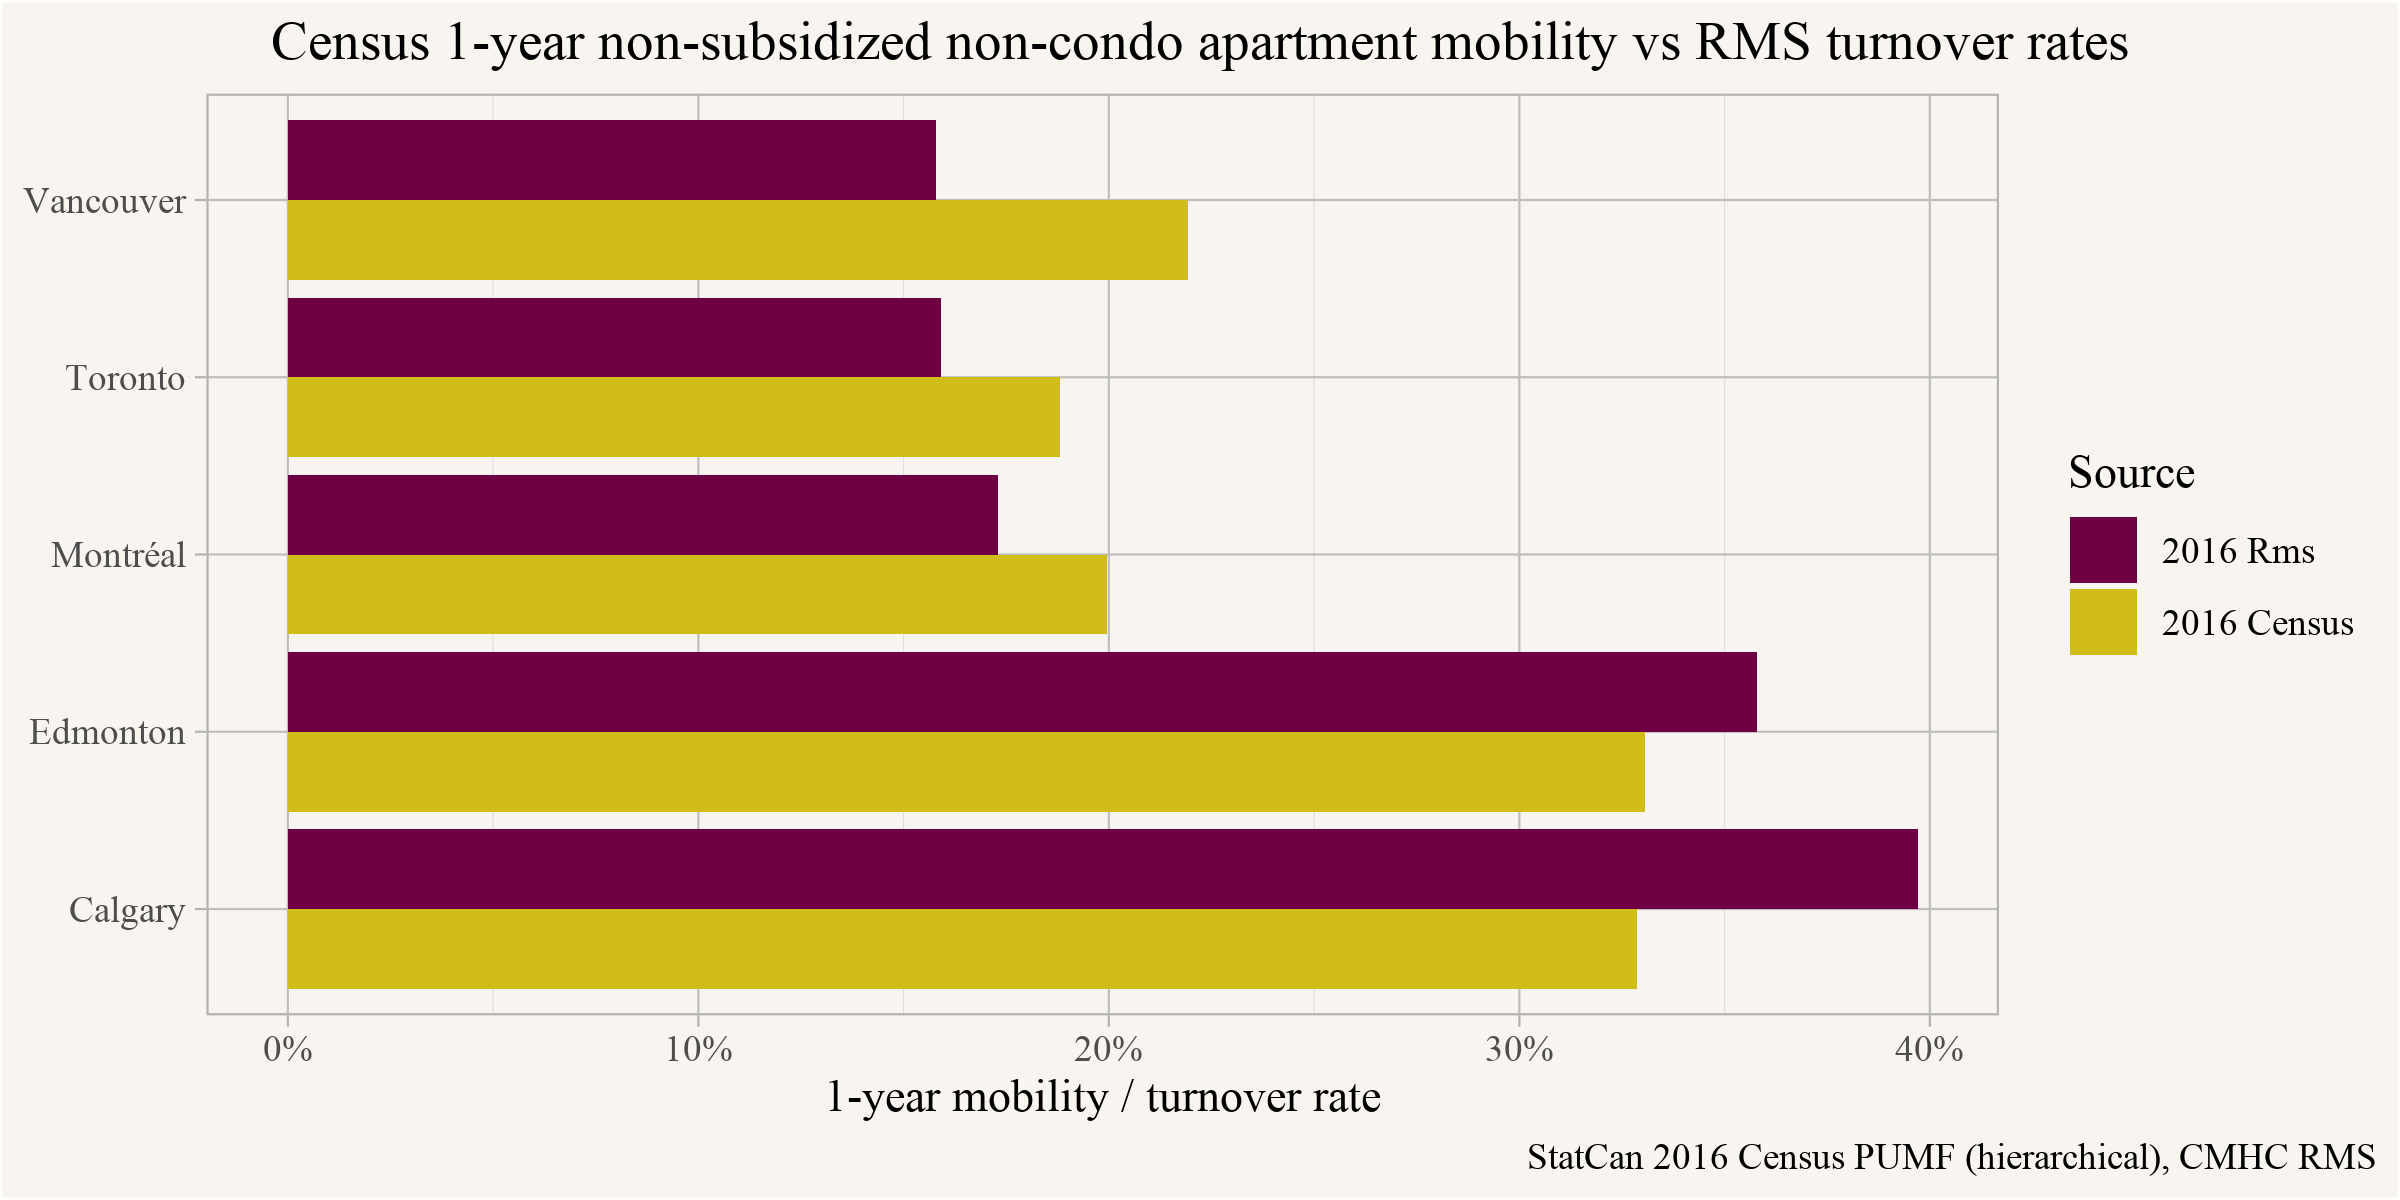 Census 1-year non-subsidized non-condo apartment mobility vs RMS turnover rates
Vancouver
Toronto
Montréal
Edmonton
Calgary
0% 10% 20% 30% 40%
1-year mobility / turnover rate
Source
2016 Rms
2016 Census
StatCan 2016 Census PUMF (hierarchical), CMHC RMS